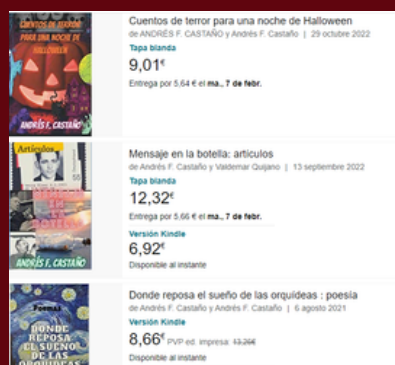 CUENTOS DE TERROR
PARA UNA NOCHE DE
HALLOWEEN
ANDRÉS F. CASTAÑO
Cuentos de terror para una noche de Halloween
de ANDRÉS F. CASTAÑO y Andrés F. Castaño | 29 octubre 2022
Tapa blanda
9,01€
Entrega por 5,64 € el ma., 7 de febr.
Artículos
EN LA
BOTELLA
ANDRÉS F. CASTAÑO
Mensaje en la botella: articulos
de Andrés F. Castaño y Valdemar Quijano | 13 septiembre 2022
Tapa blanda
12,32€
Entrega por 5,66 € el ma., 7 de febr.
Versión Kindle
6,92€
Disponible al instante
Poemas
DONDE
REPOSA
EL SUEÑO
DE LAS
ORQUÍDEAS
Donde reposa el sueño de las orquídeas : poesía
de Andrés F. Castaño y Andrés F. Castaño | 6 agosto 2021
Versión Kindle
8,66€ PVP ed. impresa: 13,26€
Disponible al instante